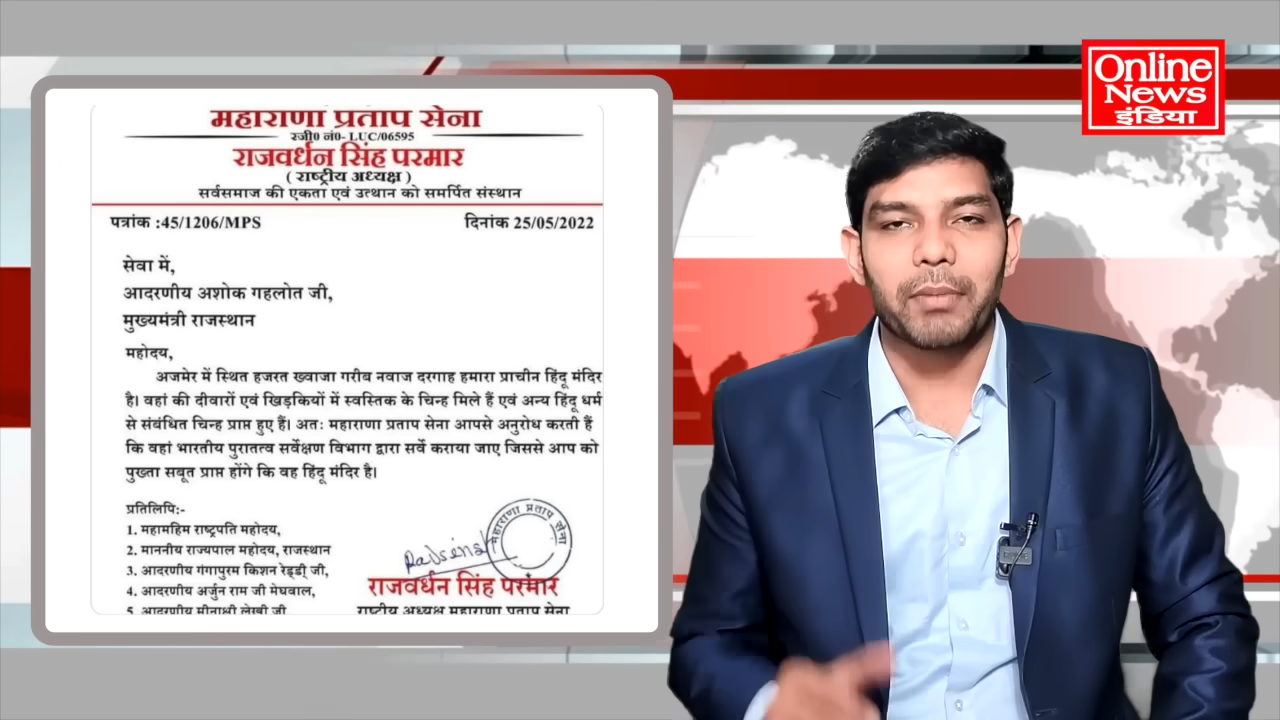 महाराणा प्रताप सेना
रजी0 नं0- LUC/06595
राजवर्धन सिंह परमार
( राष्ट्रीय अध्यक्ष )
सर्वसमाज की एकता एवं उत्थान को समर्पित संस्थान
पत्रांक :45/1206/MPS दिनांक 25/05/2022
सेवा में,
आदरणीय अशोक गहलोत जी,
मुख्यमंत्री राजस्थान
महोदय,
अजमेर में स्थित हजरत ख्वाजा गरीब नवाज दरगाह हमारा प्राचीन हिंदू मंदिर
है। वहां की दीवारों एवं खिड़कियों में स्वस्तिक के चिन्ह मिले हैं एवं अन्य हिंदू धर्म
से संबंधित चिन्ह प्राप्त हुए हैं। अत: महाराणा प्रताप सेना आपसे अनुरोध करती हैं
कि वहां भारतीय पुरातत्व सर्वेक्षण विभाग द्वारा सर्वे कराया जाए जिससे आप को
पुख्ता सबूत प्राप्त होंगे कि वह हिंदू मंदिर है।
प्रतिलिपि:-
1. महामहिम राष्ट्रपति महोदय,
2. माननीय राज्यपाल महोदय, राजस्थान
3. आदरणीय गंगापुरम किशन रेड्डी जी,
4. आदरणीय अर्जुन राम जी मेघवाल,
5. आदरणीय मीनाक्षी लेखी जी
महाराणा प्रताप सेना
राजवर्धन सिंह परमार
राष्ट्रीय अध्यक्ष महाराणा प्रताप सेना
Online
News
इंडिया